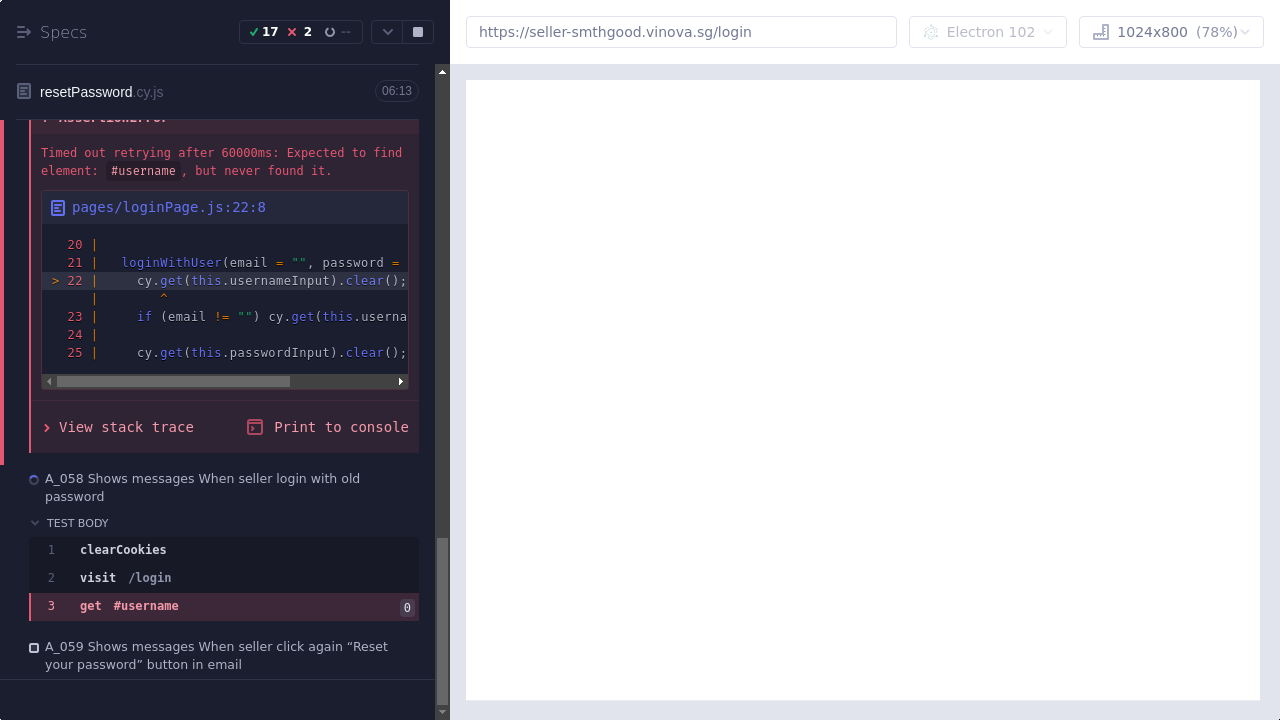 Specs
17
2
--
https://seller-smthgood.vinova.sg/login
Electron 102
1024x800 (78%)
resetPassword.cy.js
06:13
AssertionError
Timed out retrying after 60000ms: Expected to find
element: #username, but never found it.
pages/loginPage.js:22:8
20 |
21 | loginWithUser(email = "", password =
> 22 | cy.get(this.usernameInput).clear();
| ^
23 | if (email != "") cy.get(this.userna
24 |
25 | cy.get(this.passwordInput).clear();
View stack trace
Print to console
A_058 Shows messages When seller login with old
password
TEST BODY
1 clearCookies
2 visit /login
3 get #username 0
A_059 Shows messages When seller click again “Reset
your password” button in email